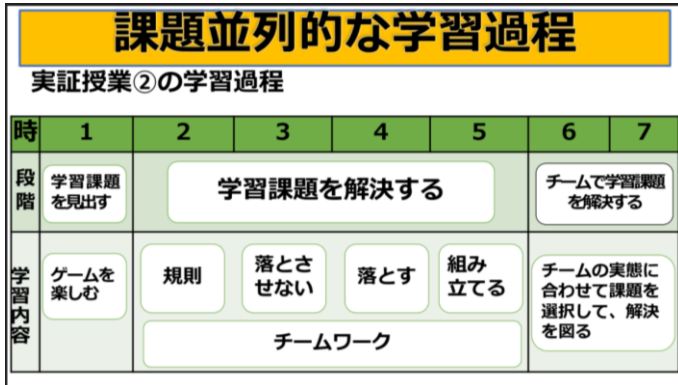 課題並列的な学習過程
実証授業②の学習過程
時 1 2 3 4 5 6 7
段階
学習課題
を見出す
学習課題を解決する
チームで学習課題
を解決する
学習内容
ゲームを
楽しむ
規則
落とさ
せない
落とす
組み
立てる
チームワーク
チームの実態に
合わせて課題を
選択して、解決
を図る